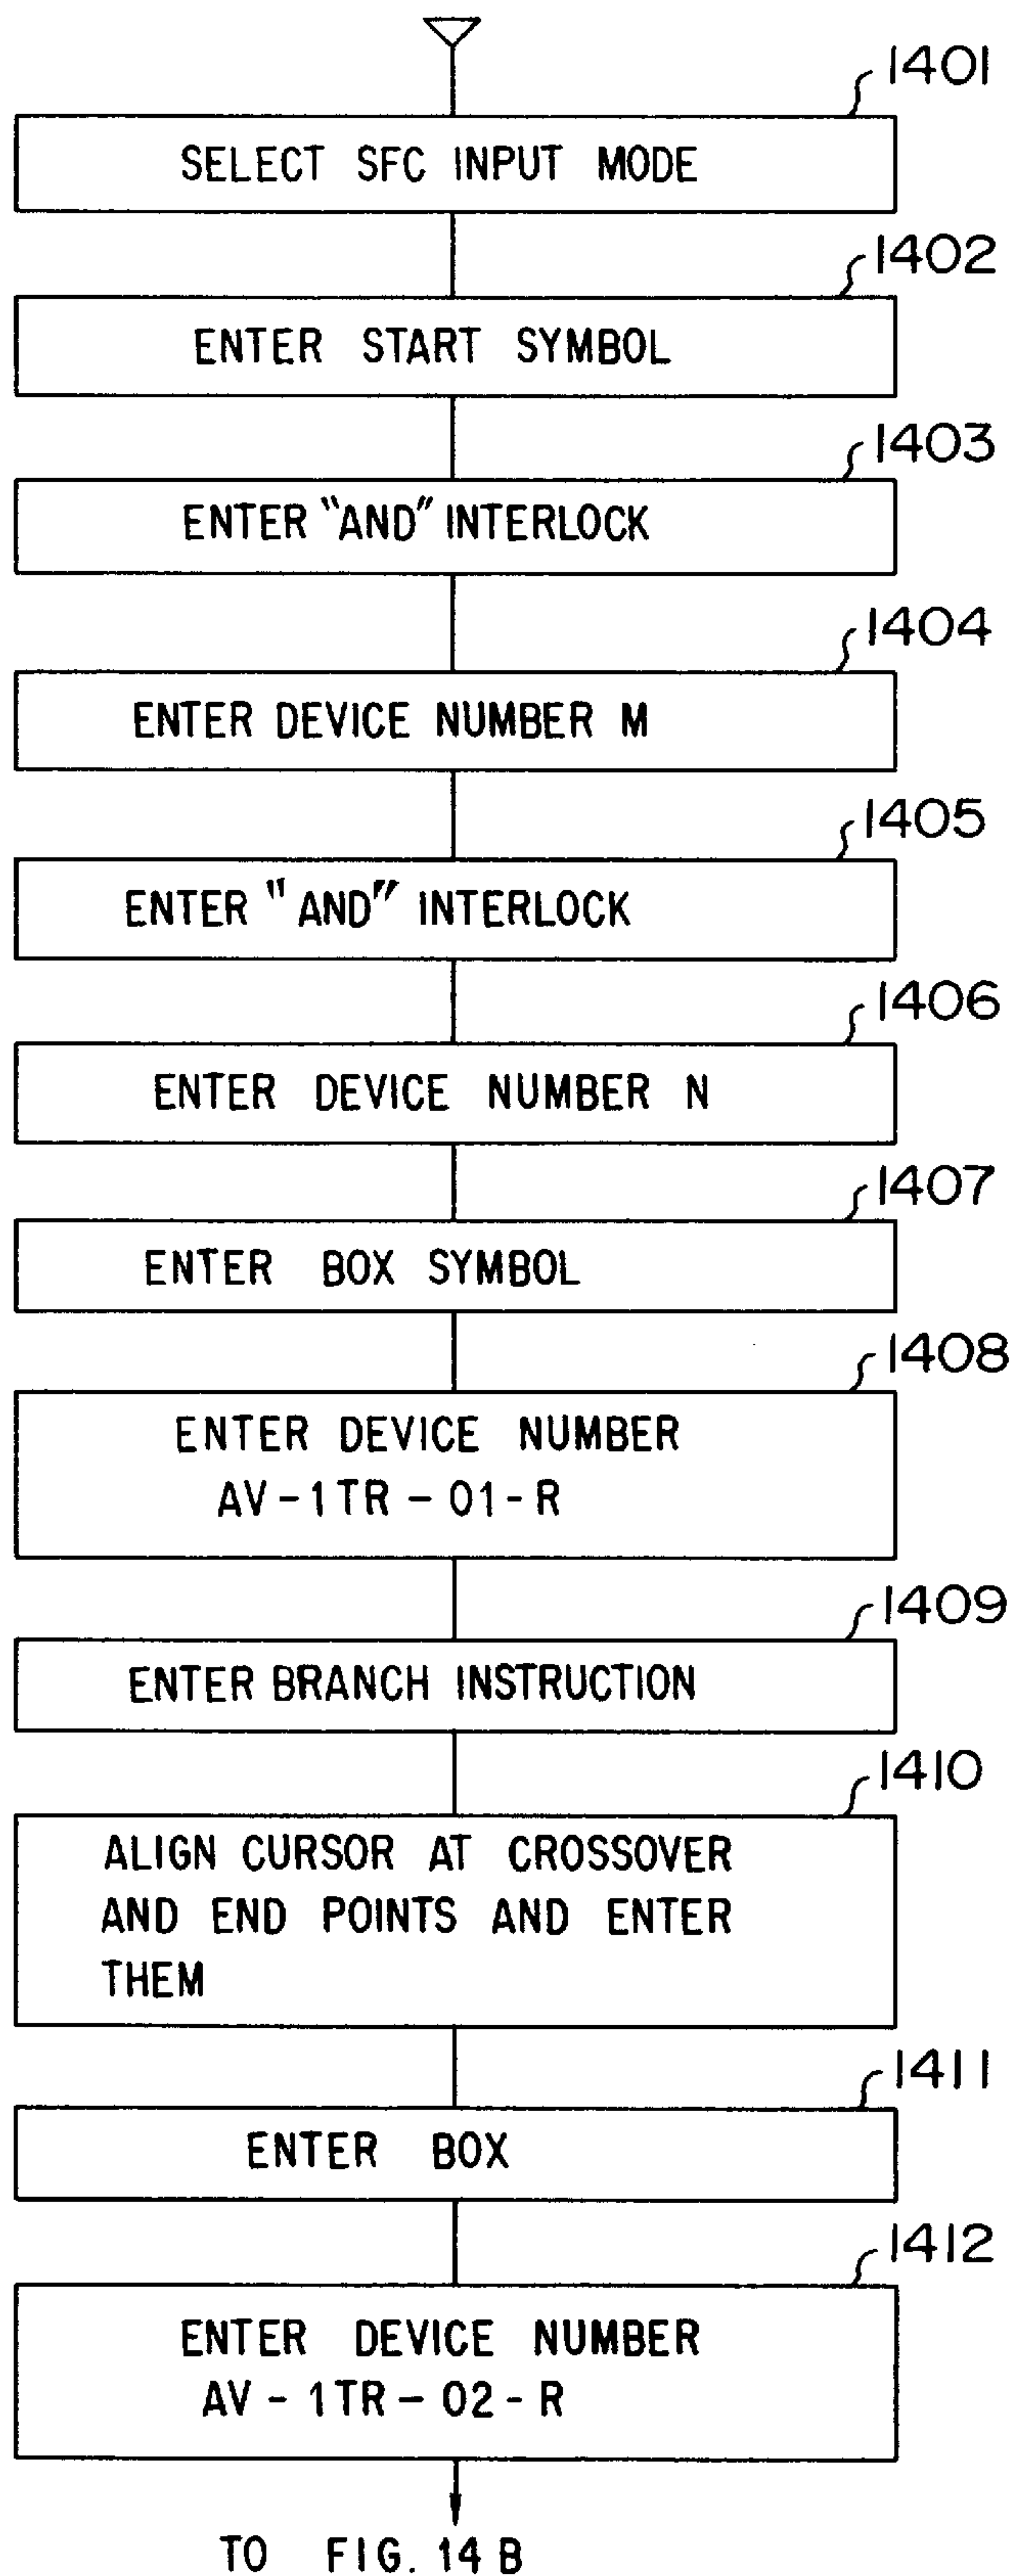 1401
SELECT SFC INPUT MODE
1402
ENTER START SYMBOL
1403
ENTER "AND" INTERLOCK
1404
ENTER DEVICE NUMBER M
1405
ENTER "AND" INTERLOCK
1406
ENTER DEVICE NUMBER N
1407
ENTER BOX SYMBOL
1408
ENTER DEVICE NUMBER
AV-1TR-01-R
1409
ENTER BRANCH INSTRUCTION
1410
ALIGN CURSOR AT CROSSOVER
AND END POINTS AND ENTER
THEM
1411
ENTER BOX
1412
ENTER DEVICE NUMBER
AV-1TR-02-R
TO FIG. 14B